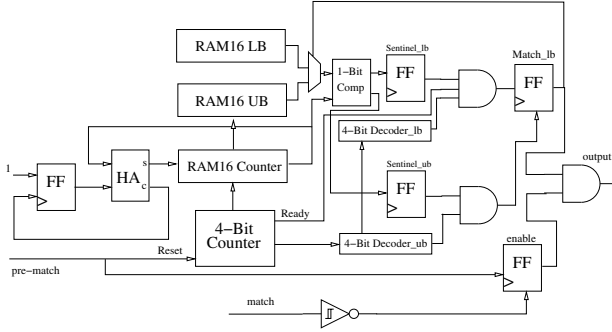 RAM16 LB
RAM16 UB
1-Bit
Comp
Sentinel_lb
FF
Match_lb
FF
4-Bit Decoder_lb
1
FF
HA
s
c
RAM16 Counter
Sentinel_ub
FF
output
Ready
4-Bit
Counter
4-Bit Decoder_ub
Reset
pre-match
enable
FF
match